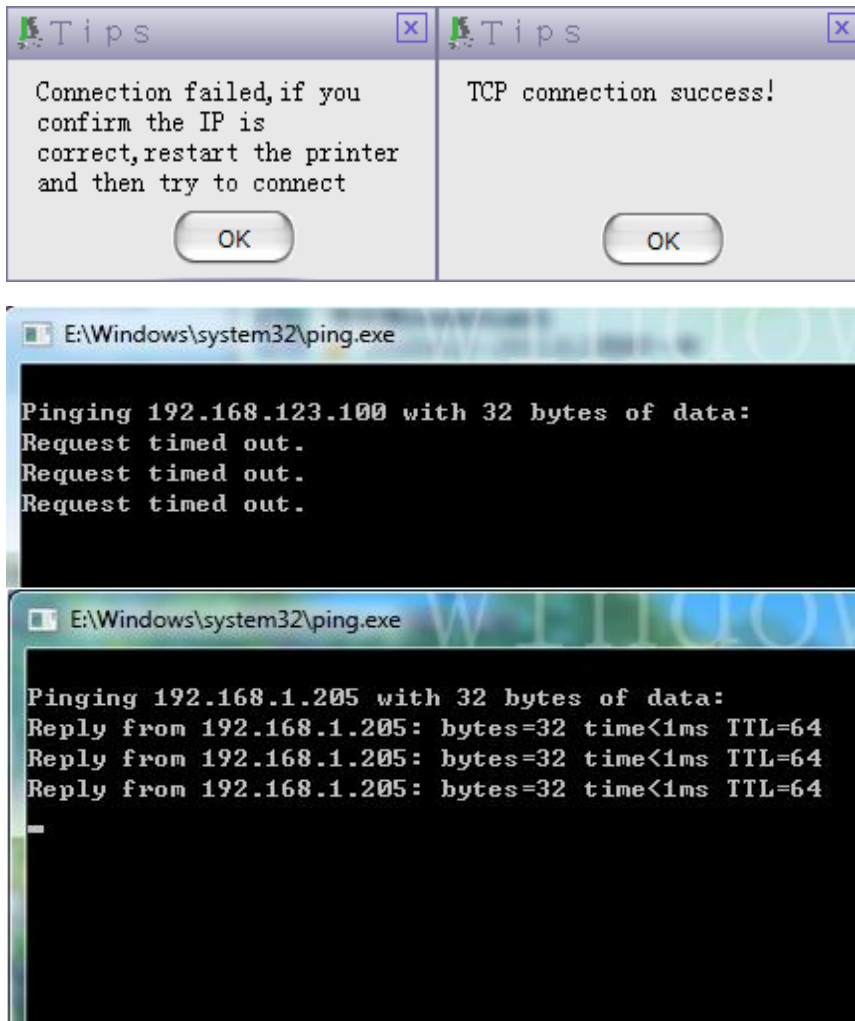 Tips
Connection failed,if you
confirm the IP is
correct,restart the printer
and then try to connect
OK
Tips
TCP connection success!
OK
E:\Windows\system32\ping.exe
Pinging 192.168.123.100 with 32 bytes of data:
Request timed out.
Request timed out.
Request timed out.
E:\Windows\system32\ping.exe
Pinging 192.168.1.205 with 32 bytes of data:
Reply from 192.168.1.205: bytes=32 time<1ms TTL=64
Reply from 192.168.1.205: bytes=32 time<1ms TTL=64
Reply from 192.168.1.205: bytes=32 time<1ms TTL=64